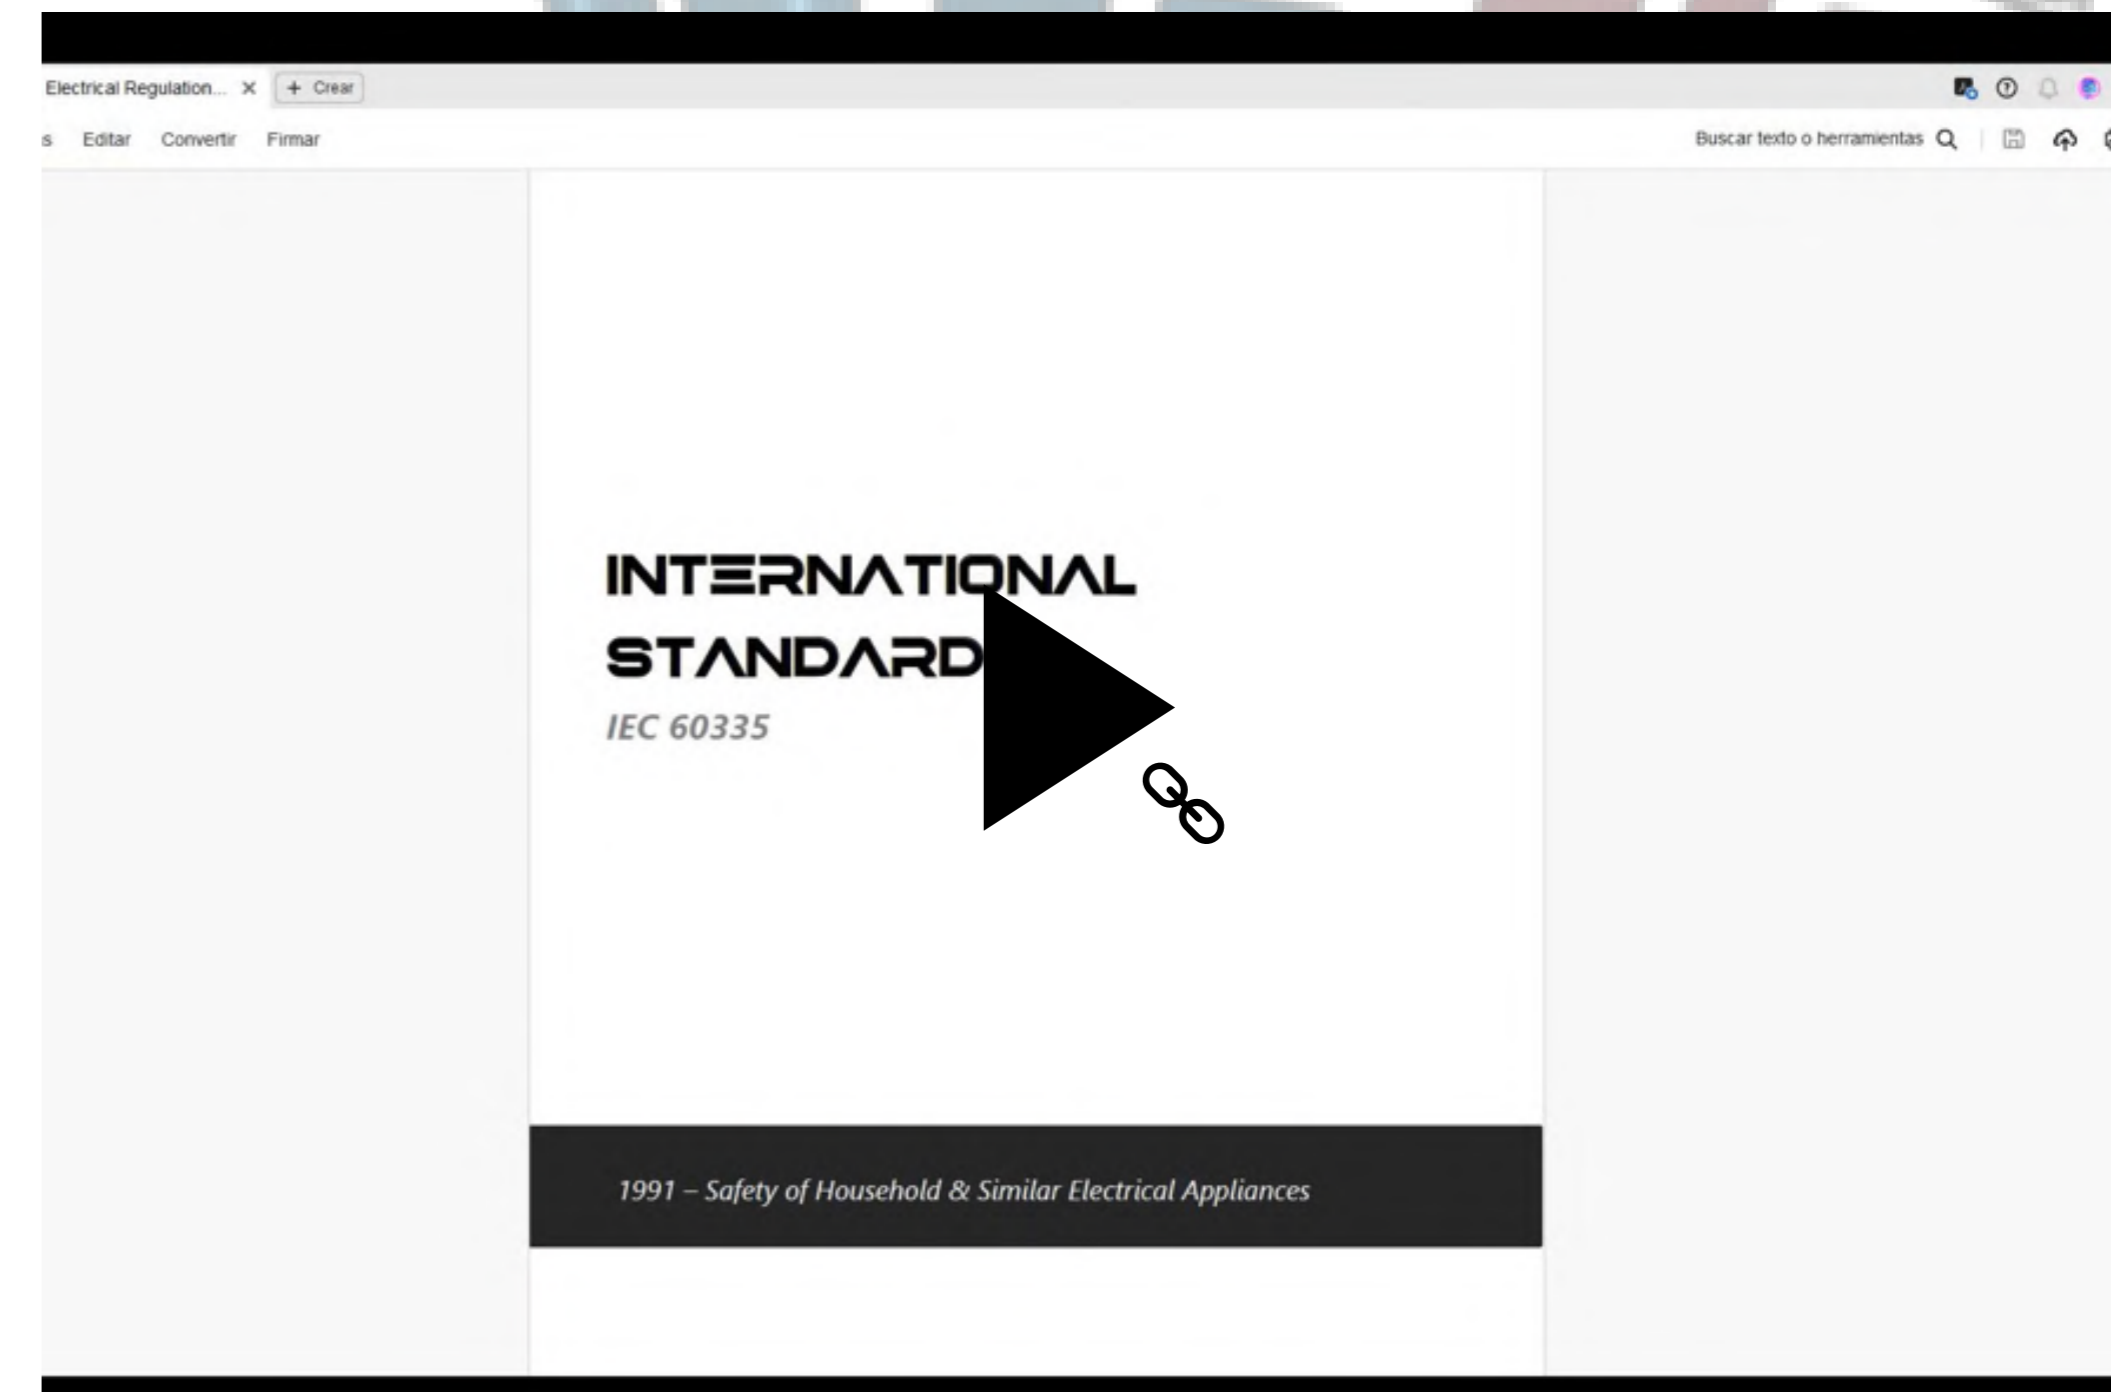 Electrical Regulation... × + Crear
s Editar Convertir Firmar
Buscar texto o herramientas
INTERNATIONAL
STANDARD
IEC 60335
1991 – Safety of Household & Similar Electrical Appliances